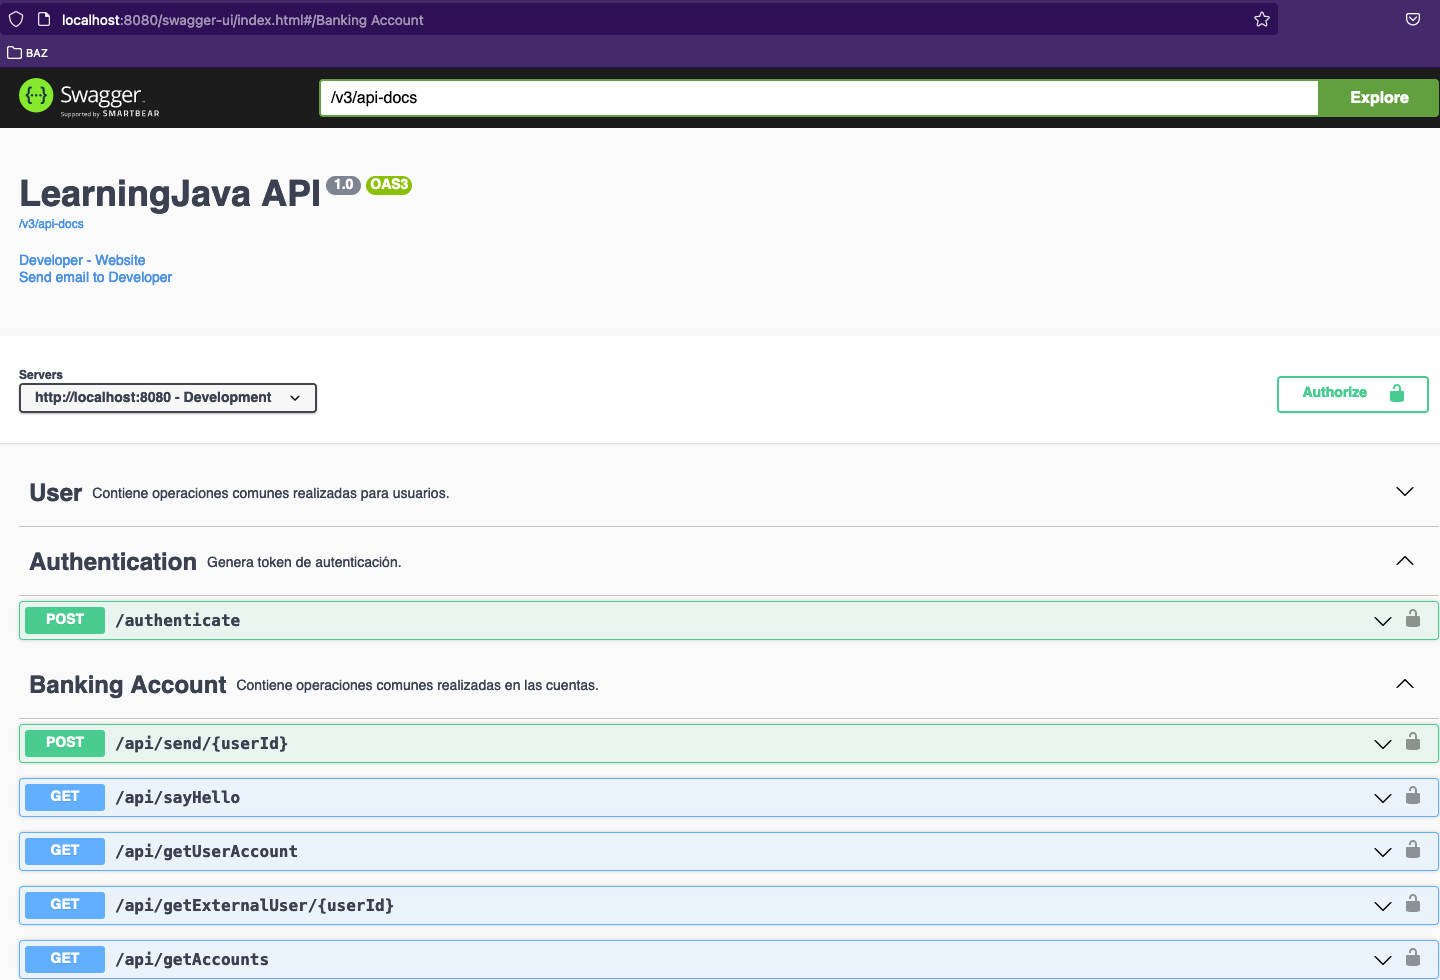 localhost:8080/swagger-ui/index.html#/Banking Account
BAZ
Swagger
Supported by SMARTBEAR
/v3/api-docs
Explore
LearningJava API 1.0 OAS3
/v3/api-docs
Developer - Website
Send email to Developer
Servers
http://localhost:8080 - Development
Authorize
User Contiene operaciones comunes realizadas para usuarios.
Authentication Genera token de autenticación.
POST /authenticate
Banking Account Contiene operaciones comunes realizadas en las cuentas.
POST /api/send/{userId}
GET /api/sayHello
GET /api/getUserAccount
GET /api/getExternalUser/{userId}
GET /api/getAccounts